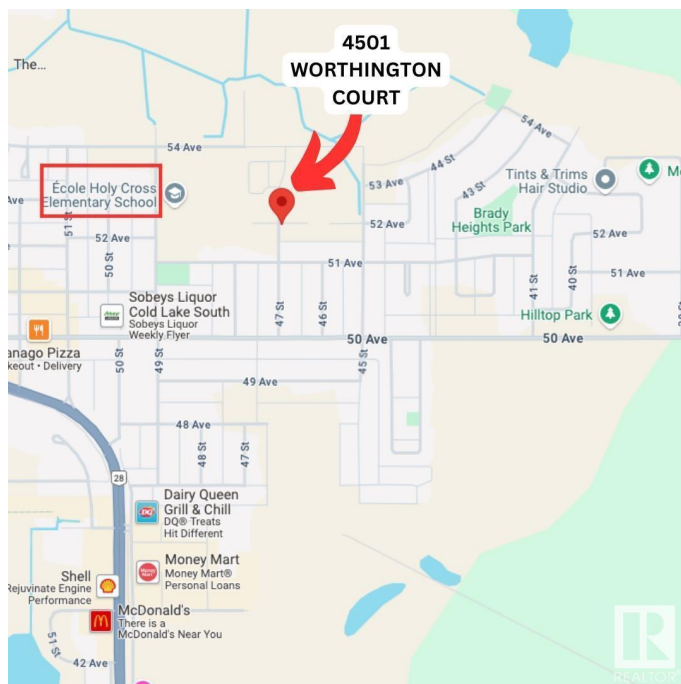 4501
WORTHINGTON
COURT
The...
54 Ave
54 Ave
44 St
École Holy Cross
Elementary School
53 Ave
43 St
Tints & Trims
Hair Studio
Ave
51 St
52 Ave
52 Ave
Brady
Heights Park
52 Ave
50 St
51 Ave
51 Ave
41 St
40 St
Sobeys Liquor
Cold Lake South
Sobeys Liquor
Weekly Flyer
47 St
46 St
Hilltop Park
anago Pizza
keout • Delivery
50 Ave
50 Ave
50 St
49 St
45 St
49 Ave
48 Ave
48 St
47 St
28
Dairy Queen
Grill & Chill
DQ® Treats
Hit Different
DQ
Money Mart
Money Mart®
Personal Loans
Shell
Rejuvinate Engine
Performance
McDonald's
There is a
McDonald's Near You
51 St
42 Ave
R
REALTOR